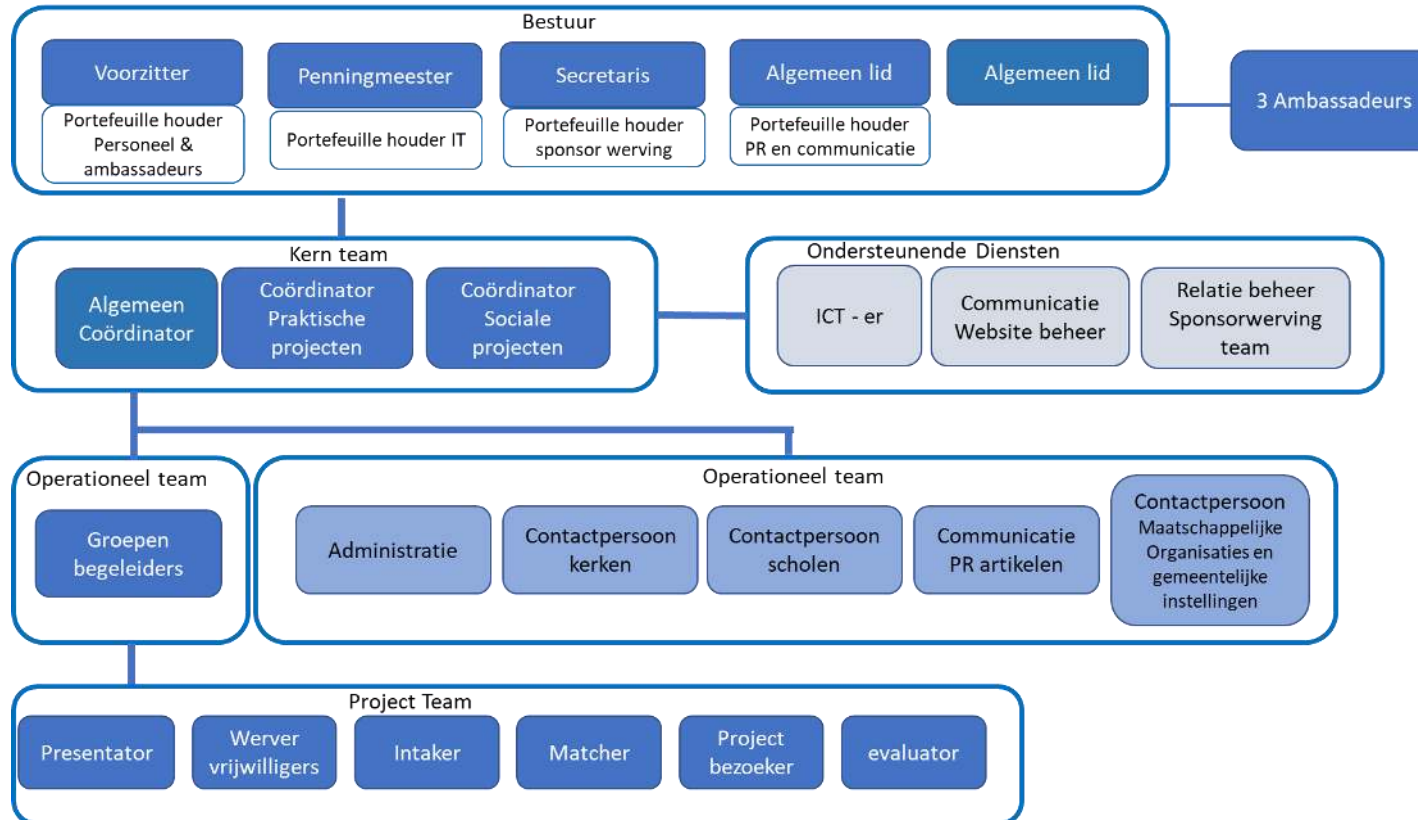 Bestuur
Voorzitter
Penningmeester
Secretaris
Algemeen lid
Algemeen lid
3 Ambassadeurs
Portefeuille houder
Personeel &
ambassadeurs
Portefeuille houder IT
Portefeuille houder
sponsor werving
Portefeuille houder
PR en communicatie
Kern team
Algemeen
Coördinator
Coördinator
Praktische
projecten
Coördinator
Sociale
projecten
Ondersteunende Diensten
ICT - er
Communicatie
Website beheer
Relatie beheer
Sponsorwerving
team
Operationeel team
Groepen
begeleiders
Operationeel team
Administratie
Contactpersoon
kerken
Contactpersoon
scholen
Communicatie
PR artikelen
Contactpersoon
Maatschappelijke
Organisaties en
gemeentelijke
instellingen
Project Team
Presentator
Werver
vrijwilligers
Intaker
Matcher
Project
bezoeker
evaluator